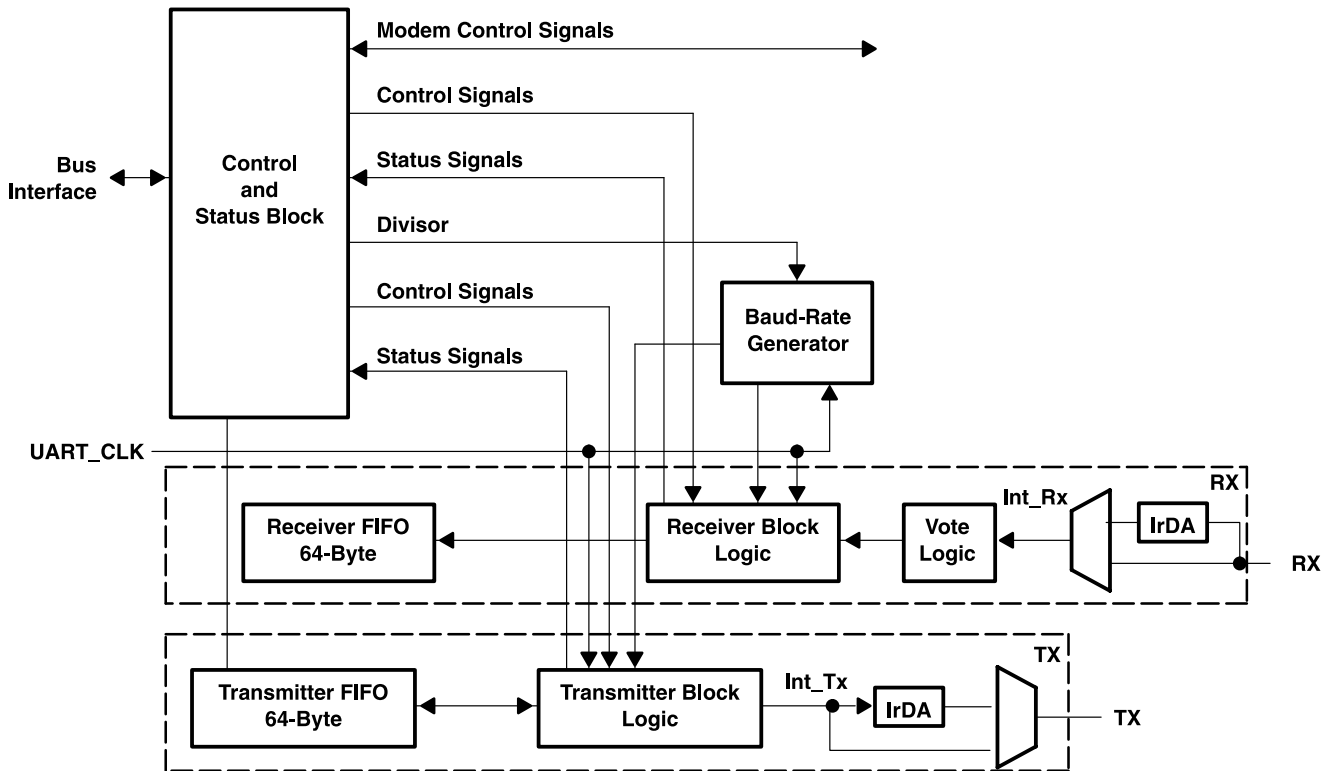 Modem Control Signals
Control Signals
Status Signals
Bus
Interface
Control
and
Status Block
Divisor
Control Signals
Baud-Rate
Generator
Status Signals
UART_CLK
RX
Int_Rx
IrDA
Receiver FIFO
64-Byte
Receiver Block
Logic
Vote
Logic
RX
TX
Transmitter FIFO
64-Byte
Transmitter Block
Logic
Int_Tx
IrDA
TX